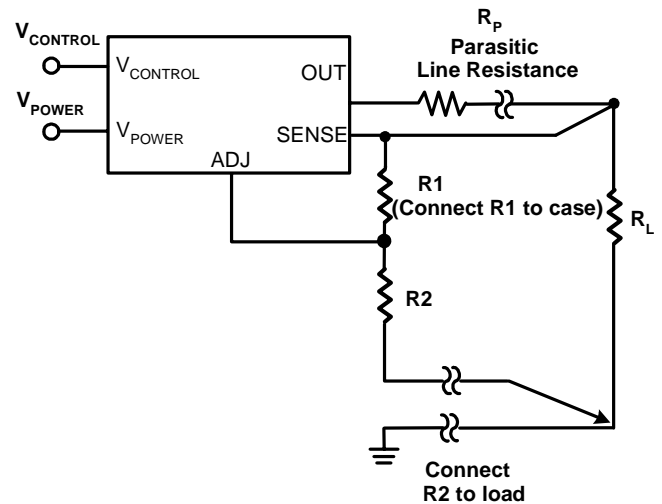 R_P
Parasitic
Line Resistance
V_CONTROL
V_CONTROL
OUT
V_POWER
V_POWER
SENSE
ADJ
R1
(Connect R1 to case)
R_L
R2
Connect
R2 to load